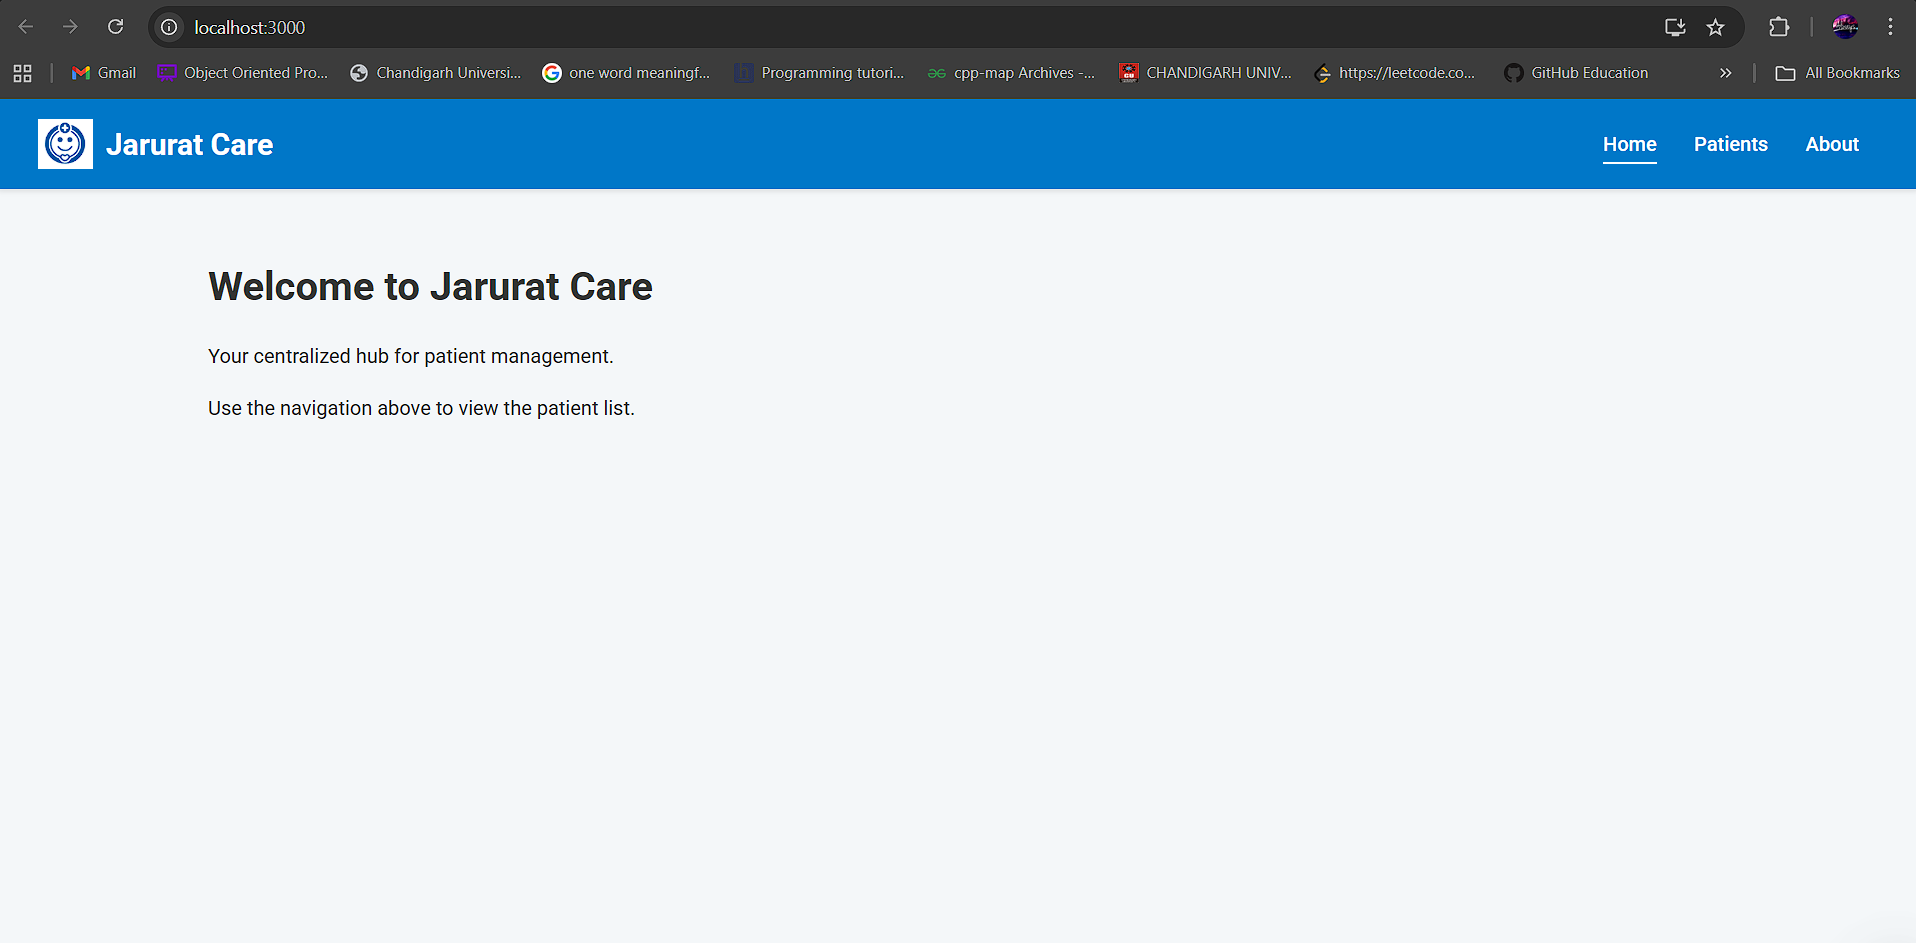 localhost:3000
Gmail Object Oriented Pro... Chandigarh Universi... one word meaningf... Programming tutori... cpp-map Archives -... CHANDIGARH UNIV... https://leetcode.co... GitHub Education All Bookmarks
Jarurat Care Home Patients About
Welcome to Jarurat Care
Your centralized hub for patient management.
Use the navigation above to view the patient list.